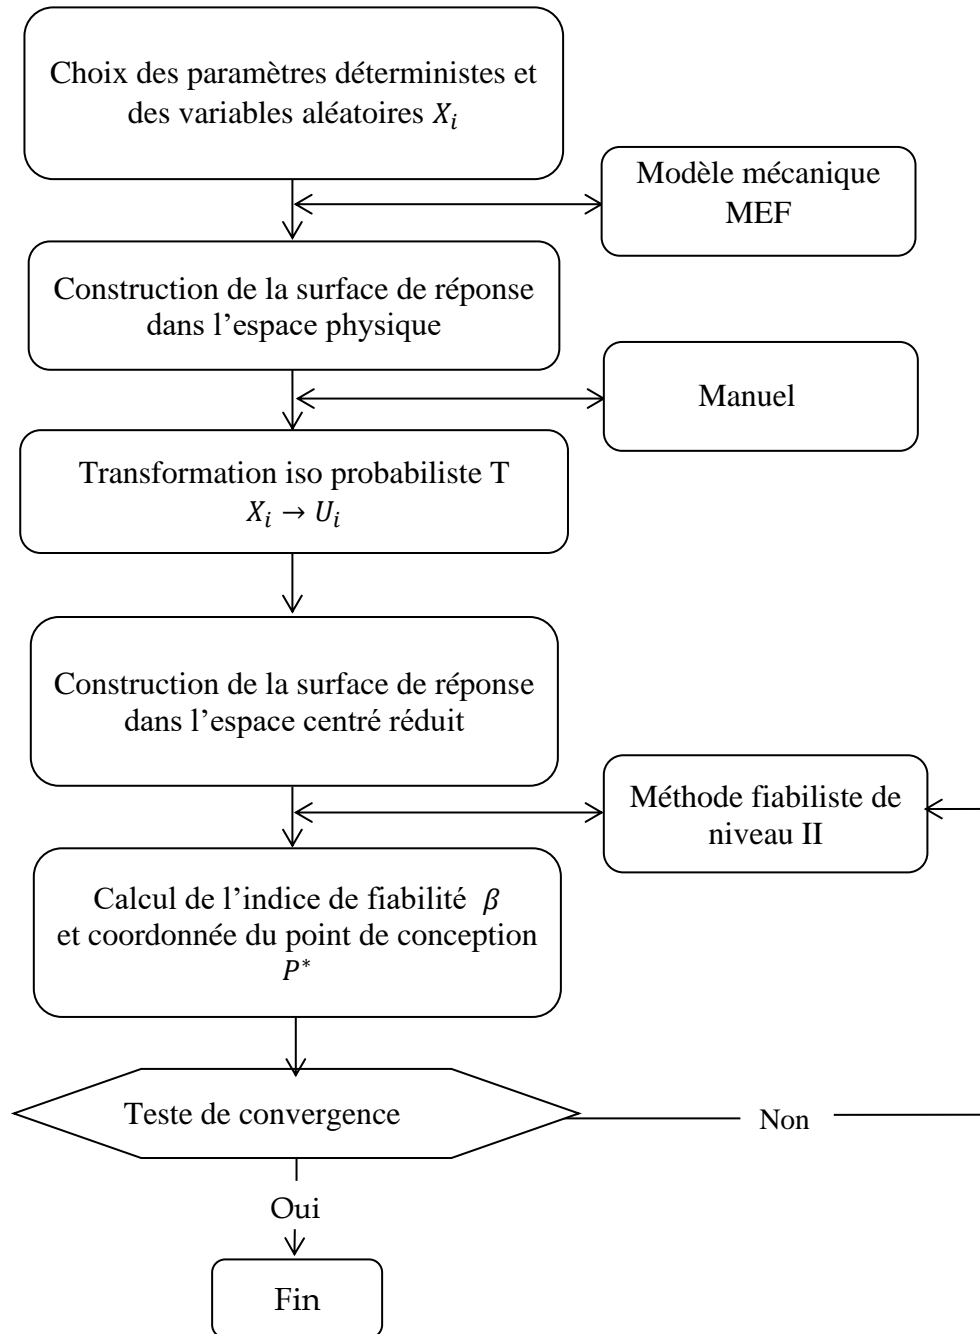 Choix des paramètres déterministes et
des variables aléatoires Xᵢ
Modèle mécanique
MEF
Construction de la surface de réponse
dans l’espace physique
Manuel
Transformation iso probabiliste T
Xᵢ → Uᵢ
Construction de la surface de réponse
dans l’espace centré réduit
Méthode fiabiliste de
niveau II
Calcul de l’indice de fiabilité β
et coordonnée du point de conception
P*
Teste de convergence
Non
Oui
Fin